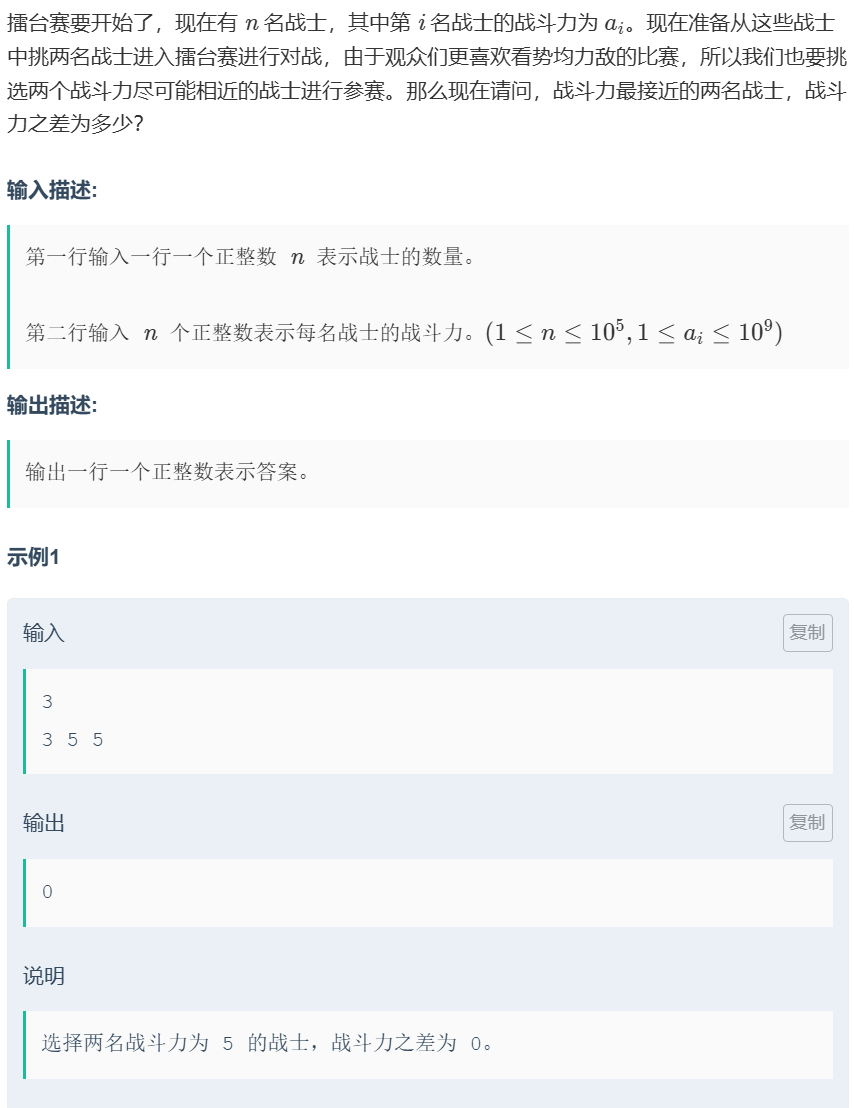 擂台赛要开始了，现在有 n 名战士，其中第 i 名战士的战斗力为 aᵢ。现在准备从这些战士
中挑两名战士进入擂台赛进行对战，由于观众们更喜欢看势均力敌的比赛，所以我们也要挑
选两个战斗力尽可能相近的战士进行参赛。那么现在请问，战斗力最接近的两名战士，战斗
力之差为多少？
输入描述:
第一行输入一行一个正整数 n 表示战士的数量。
第二行输入 n 个正整数表示每名战士的战斗力。(1 ≤ n ≤ 10⁵, 1 ≤ aᵢ ≤ 10⁹)
输出描述:
输出一行一个正整数表示答案。
示例1
输入
复制
3
3 5 5
输出
复制
0
说明
选择两名战斗力为 5 的战士，战斗力之差为 0。